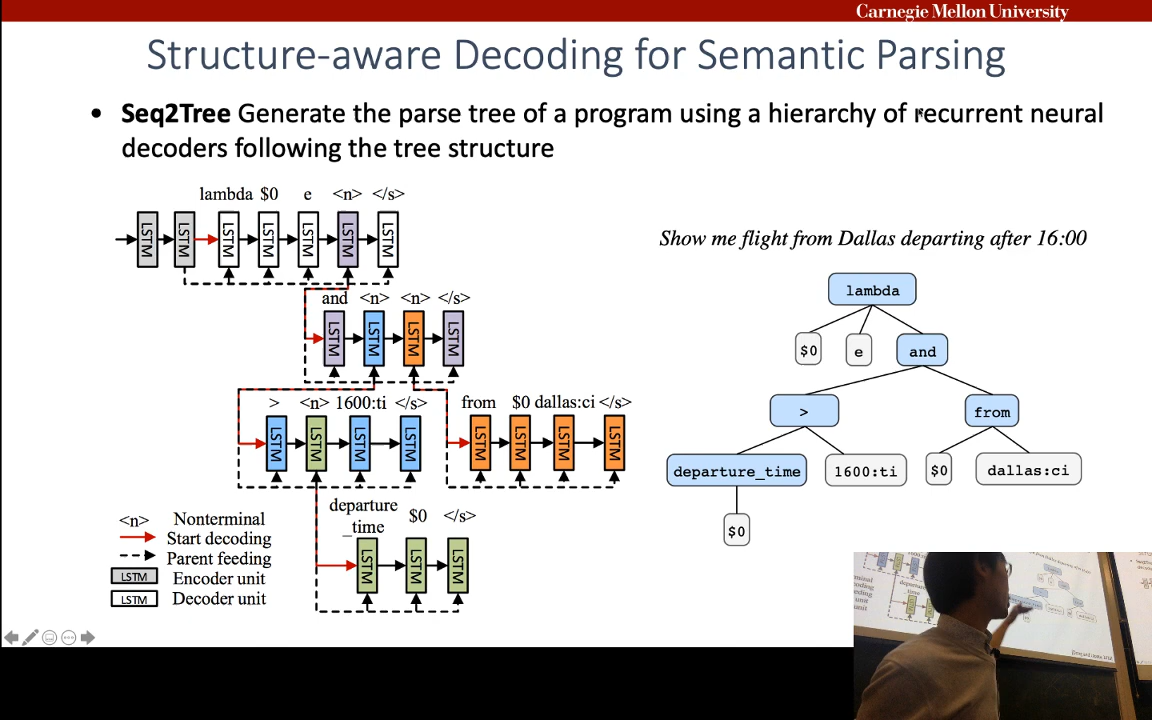 Carnegie Mellon University
Structure-aware Decoding for Semantic Parsing
• Seq2Tree Generate the parse tree of a program using a hierarchy of recurrent neural
decoders following the tree structure
lambda $0 e <n> </s>
LSTM LSTM LSTM LSTM LSTM LSTM LSTM
and <n> <n> </s>
LSTM LSTM LSTM LSTM
> <n> 1600:ti </s>
LSTM LSTM LSTM LSTM
from $0 dallas:ci </s>
LSTM LSTM LSTM LSTM
departure
_time $0 </s>
LSTM LSTM LSTM
<n> Nonterminal
Start decoding
Parent feeding
LSTM Encoder unit
LSTM Decoder unit
Show me flight from Dallas departing after 16:00
lambda
$0 e and
> from
departure_time 1600:ti $0 dallas:ci
$0